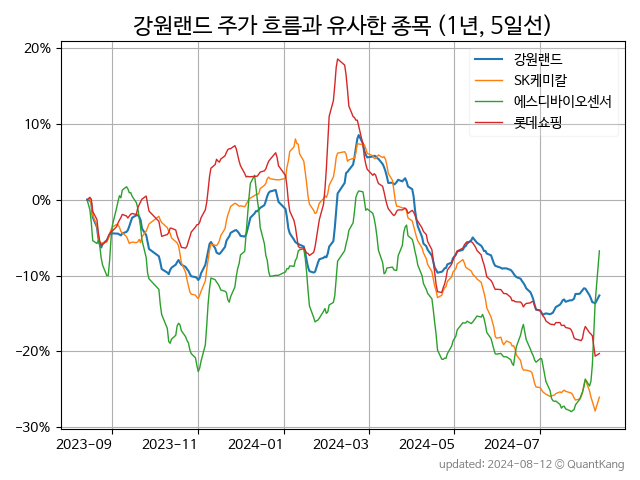 강원랜드 주가 흐름과 유사한 종목 (1년, 5일선)
강원랜드
SK케미칼
에스디바이오센서
롯데쇼핑
20%
10%
0%
−10%
−20%
−30%
2023-09 2023-11 2024-01 2024-03 2024-05 2024-07
updated: 2024-08-12 © QuantKang